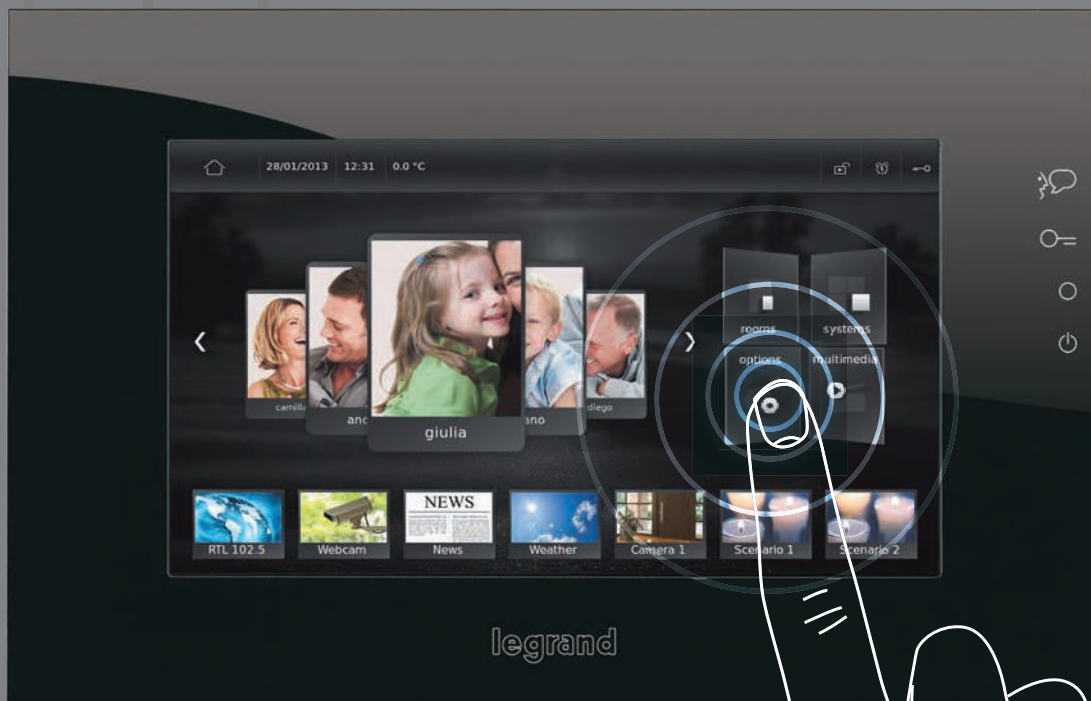 28/01/2013 12:31 0.0 °C
rooms systems
options multimedia
giulia
diego
NEWS
RTL 102.5 Webcam News Weather Camera 1 Scenario 1 Scenario 2
legrand